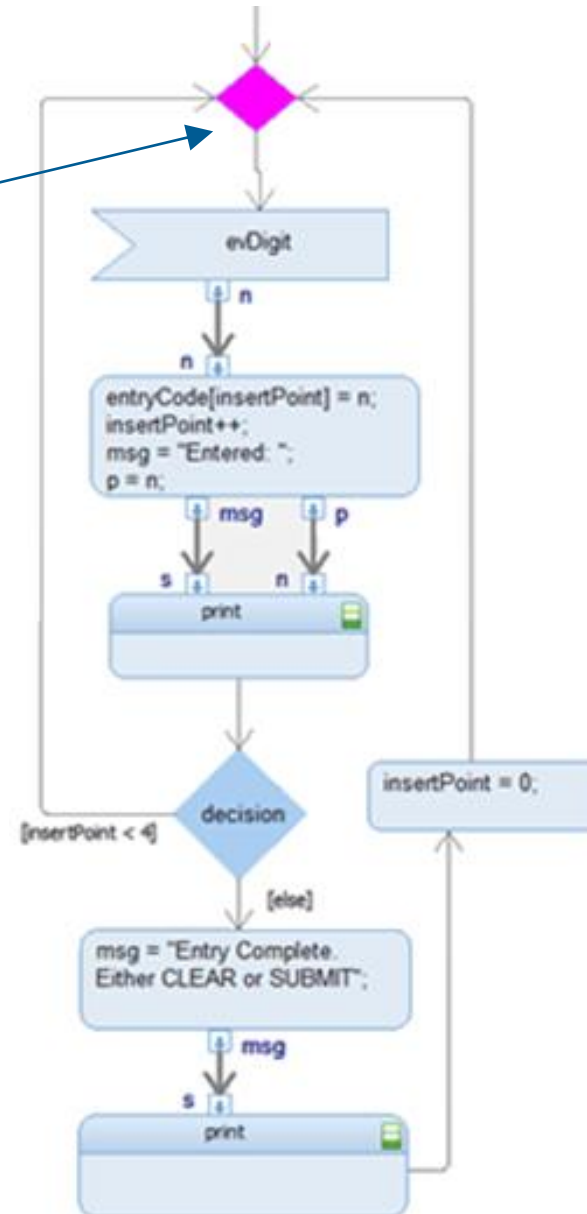 evDigit
n
n
entryCode[insertPoint] = n;
insertPoint++;
msg = "Entered: ";
p = n;
msg
p
s
n
print
decision
[insertPoint < 4]
insertPoint = 0;
[else]
msg = "Entry Complete.
Either CLEAR or SUBMIT";
msg
s
print